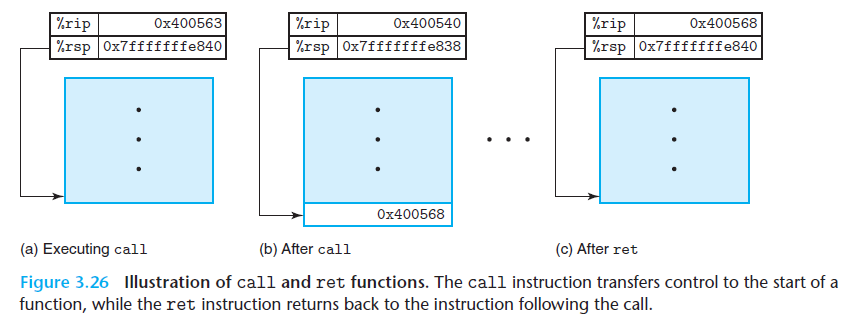 %rip 0x400563
%rsp 0x7fffffffe840
%rip 0x400540
%rsp 0x7fffffffe838
0x400568
%rip 0x400568
%rsp 0x7fffffffe840
(a) Executing call
(b) After call
(c) After ret
Figure 3.26 Illustration of call and ret functions. The call instruction transfers control to the start of a
function, while the ret instruction returns back to the instruction following the call.